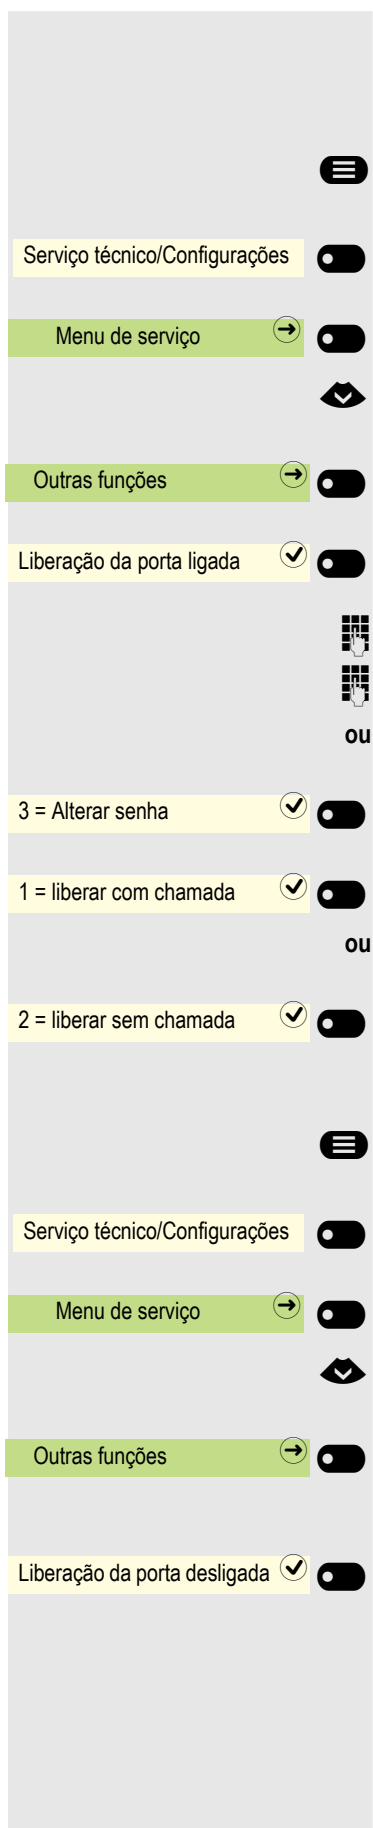 Serviço técnico/Configurações
Menu de serviço
Outras funções
Liberação da porta ligada
ou
3 = Alterar senha
1 = liberar com chamada
ou
2 = liberar sem chamada
Serviço técnico/Configurações
Menu de serviço
Outras funções
Liberação da porta desligada